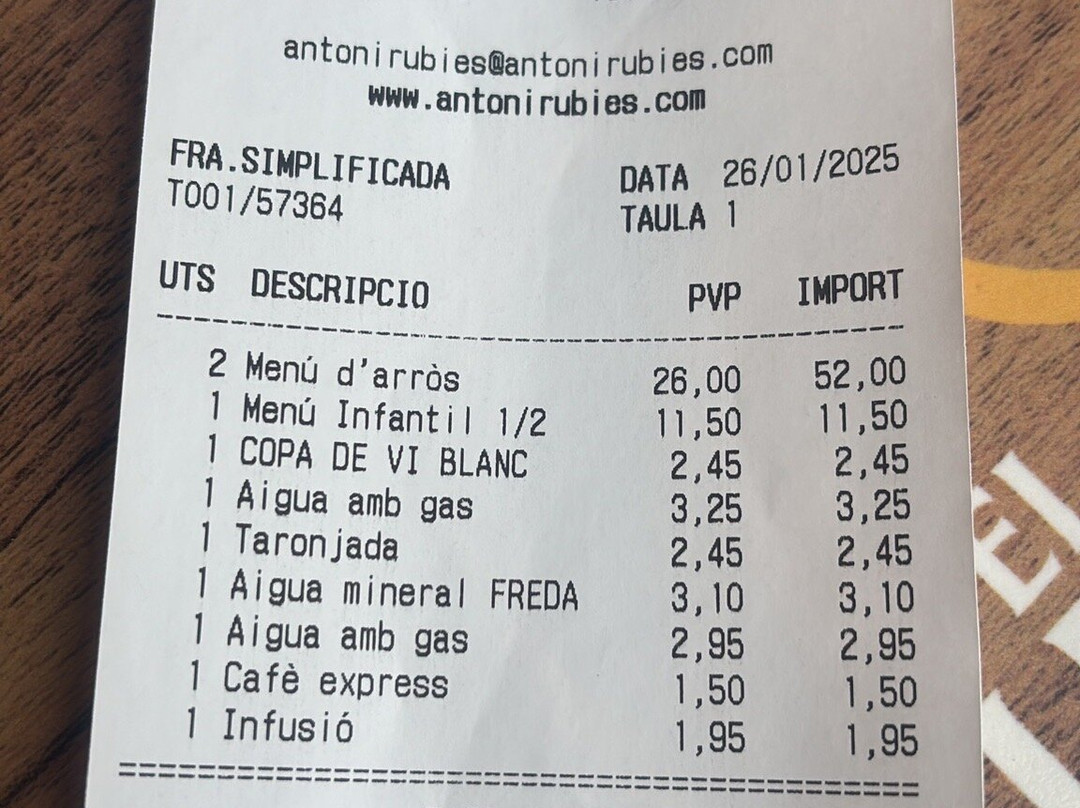 antonirubies@antonirubies.com
www.antonirubies.com
FRA.SIMPLIFICADA DATA 26/01/2025
T001/57364 TAULA 1
UTS DESCRIPCIO PVP IMPORT
2 Menú d'arròs 26,00 52,00
1 Menú Infantil 1/2 11,50 11,50
1 COPA DE VI BLANC 2,45 2,45
1 Aigua amb gas 3,25 3,25
1 Taronjada 2,45 2,45
1 Aigua mineral FREDA 3,10 3,10
1 Aigua amb gas 2,95 2,95
1 Cafè express 1,50 1,50
1 Infusió 1,95 1,95
El